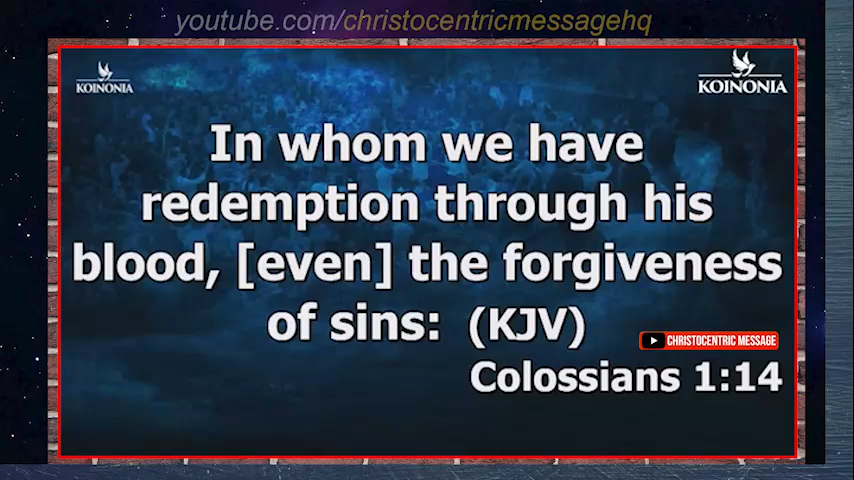 youtube.com/christocentricmessagehq
KOINONIA
KOINONIA
In whom we have
redemption through his
blood, [even] the forgiveness
of sins: (KJV)
CHRISTOCENTRIC MESSAGE
Colossians 1:14